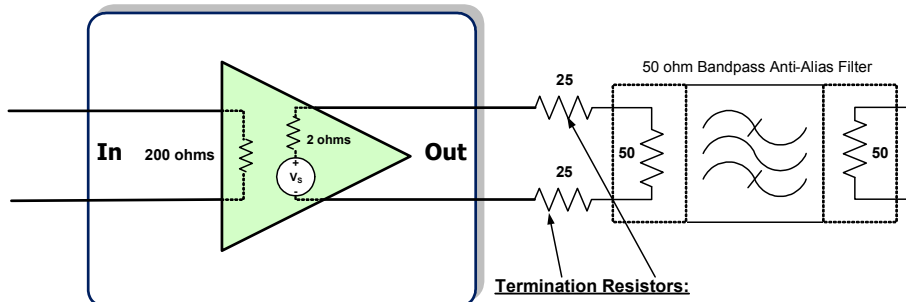 50 ohm Bandpass Anti-Alias Filter
25
In
200 ohms
2 ohms
+
Vs
-
Out
50
50
25
Termination Resistors: